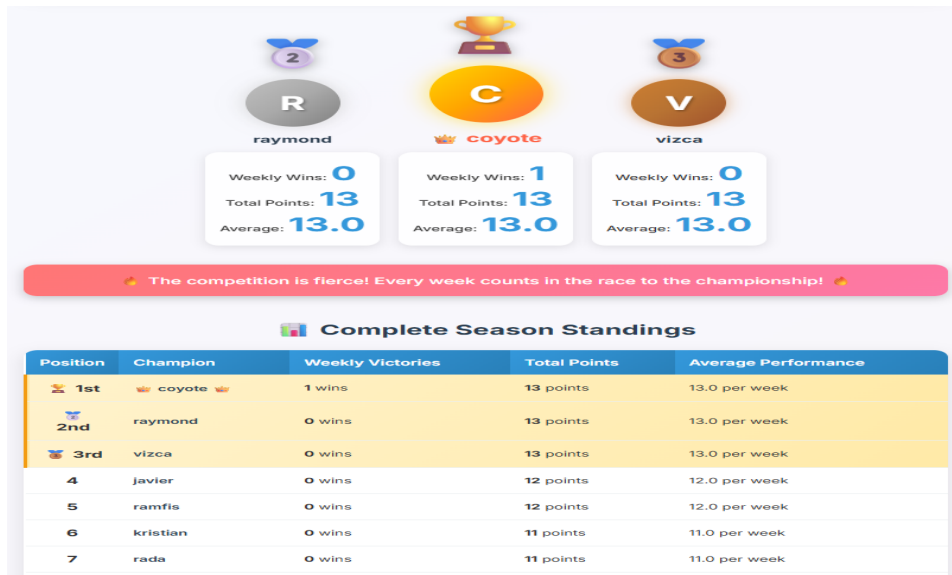 2
3
R
C
V
raymond
coyote
vizca
Weekly Wins: 0
Total Points: 13
Average: 13.0
Weekly Wins: 1
Total Points: 13
Average: 13.0
Weekly Wins: 0
Total Points: 13
Average: 13.0
The competition is fierce! Every week counts in the race to the championship!
Complete Season Standings
Position Champion Weekly Victories Total Points Average Performance
1st coyote 1 wins 13 points 13.0 per week
2nd raymond 0 wins 13 points 13.0 per week
3rd vizca 0 wins 13 points 13.0 per week
4 javier 0 wins 12 points 12.0 per week
5 ramfis 0 wins 12 points 12.0 per week
6 kristian 0 wins 11 points 11.0 per week
7 rada 0 wins 11 points 11.0 per week